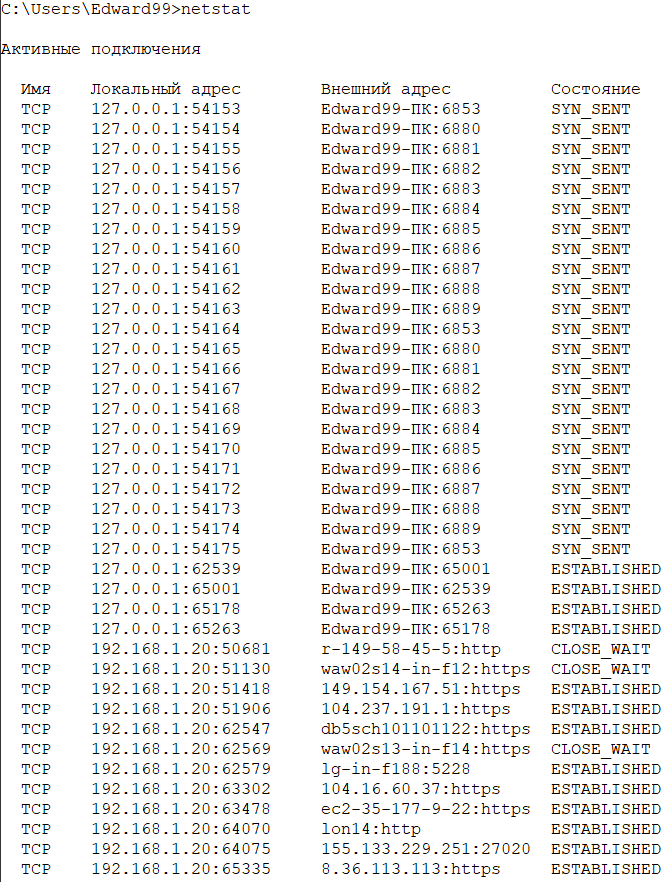 C:\Users\Edward99>netstat
Активные подключения
Имя Локальный адрес Внешний адрес Состояние
TCP 127.0.0.1:54153 Edward99-ПК:6853 SYN_SENT
TCP 127.0.0.1:54154 Edward99-ПК:6880 SYN_SENT
TCP 127.0.0.1:54155 Edward99-ПК:6881 SYN_SENT
TCP 127.0.0.1:54156 Edward99-ПК:6882 SYN_SENT
TCP 127.0.0.1:54157 Edward99-ПК:6883 SYN_SENT
TCP 127.0.0.1:54158 Edward99-ПК:6884 SYN_SENT
TCP 127.0.0.1:54159 Edward99-ПК:6885 SYN_SENT
TCP 127.0.0.1:54160 Edward99-ПК:6886 SYN_SENT
TCP 127.0.0.1:54161 Edward99-ПК:6887 SYN_SENT
TCP 127.0.0.1:54162 Edward99-ПК:6888 SYN_SENT
TCP 127.0.0.1:54163 Edward99-ПК:6889 SYN_SENT
TCP 127.0.0.1:54164 Edward99-ПК:6853 SYN_SENT
TCP 127.0.0.1:54165 Edward99-ПК:6880 SYN_SENT
TCP 127.0.0.1:54166 Edward99-ПК:6881 SYN_SENT
TCP 127.0.0.1:54167 Edward99-ПК:6882 SYN_SENT
TCP 127.0.0.1:54168 Edward99-ПК:6883 SYN_SENT
TCP 127.0.0.1:54169 Edward99-ПК:6884 SYN_SENT
TCP 127.0.0.1:54170 Edward99-ПК:6885 SYN_SENT
TCP 127.0.0.1:54171 Edward99-ПК:6886 SYN_SENT
TCP 127.0.0.1:54172 Edward99-ПК:6887 SYN_SENT
TCP 127.0.0.1:54173 Edward99-ПК:6888 SYN_SENT
TCP 127.0.0.1:54174 Edward99-ПК:6889 SYN_SENT
TCP 127.0.0.1:54175 Edward99-ПК:6853 SYN_SENT
TCP 127.0.0.1:62539 Edward99-ПК:65001 ESTABLISHED
TCP 127.0.0.1:65001 Edward99-ПК:62539 ESTABLISHED
TCP 127.0.0.1:65178 Edward99-ПК:65263 ESTABLISHED
TCP 127.0.0.1:65263 Edward99-ПК:65178 ESTABLISHED
TCP 192.168.1.20:50681 r-149-58-45-5:http CLOSE_WAIT
TCP 192.168.1.20:51130 waw02s14-in-f12:https CLOSE_WAIT
TCP 192.168.1.20:51418 149.154.167.51:https ESTABLISHED
TCP 192.168.1.20:51906 104.237.191.1:https ESTABLISHED
TCP 192.168.1.20:62547 db5sch101101122:https ESTABLISHED
TCP 192.168.1.20:62569 waw02s13-in-f14:https CLOSE_WAIT
TCP 192.168.1.20:62579 lg-in-f188:5228 ESTABLISHED
TCP 192.168.1.20:63302 104.16.60.37:https ESTABLISHED
TCP 192.168.1.20:63478 ec2-35-177-9-22:https ESTABLISHED
TCP 192.168.1.20:64070 lon14:http ESTABLISHED
TCP 192.168.1.20:64075 155.133.229.251:27020 ESTABLISHED
TCP 192.168.1.20:65335 8.36.113.113:https ESTABLISHED